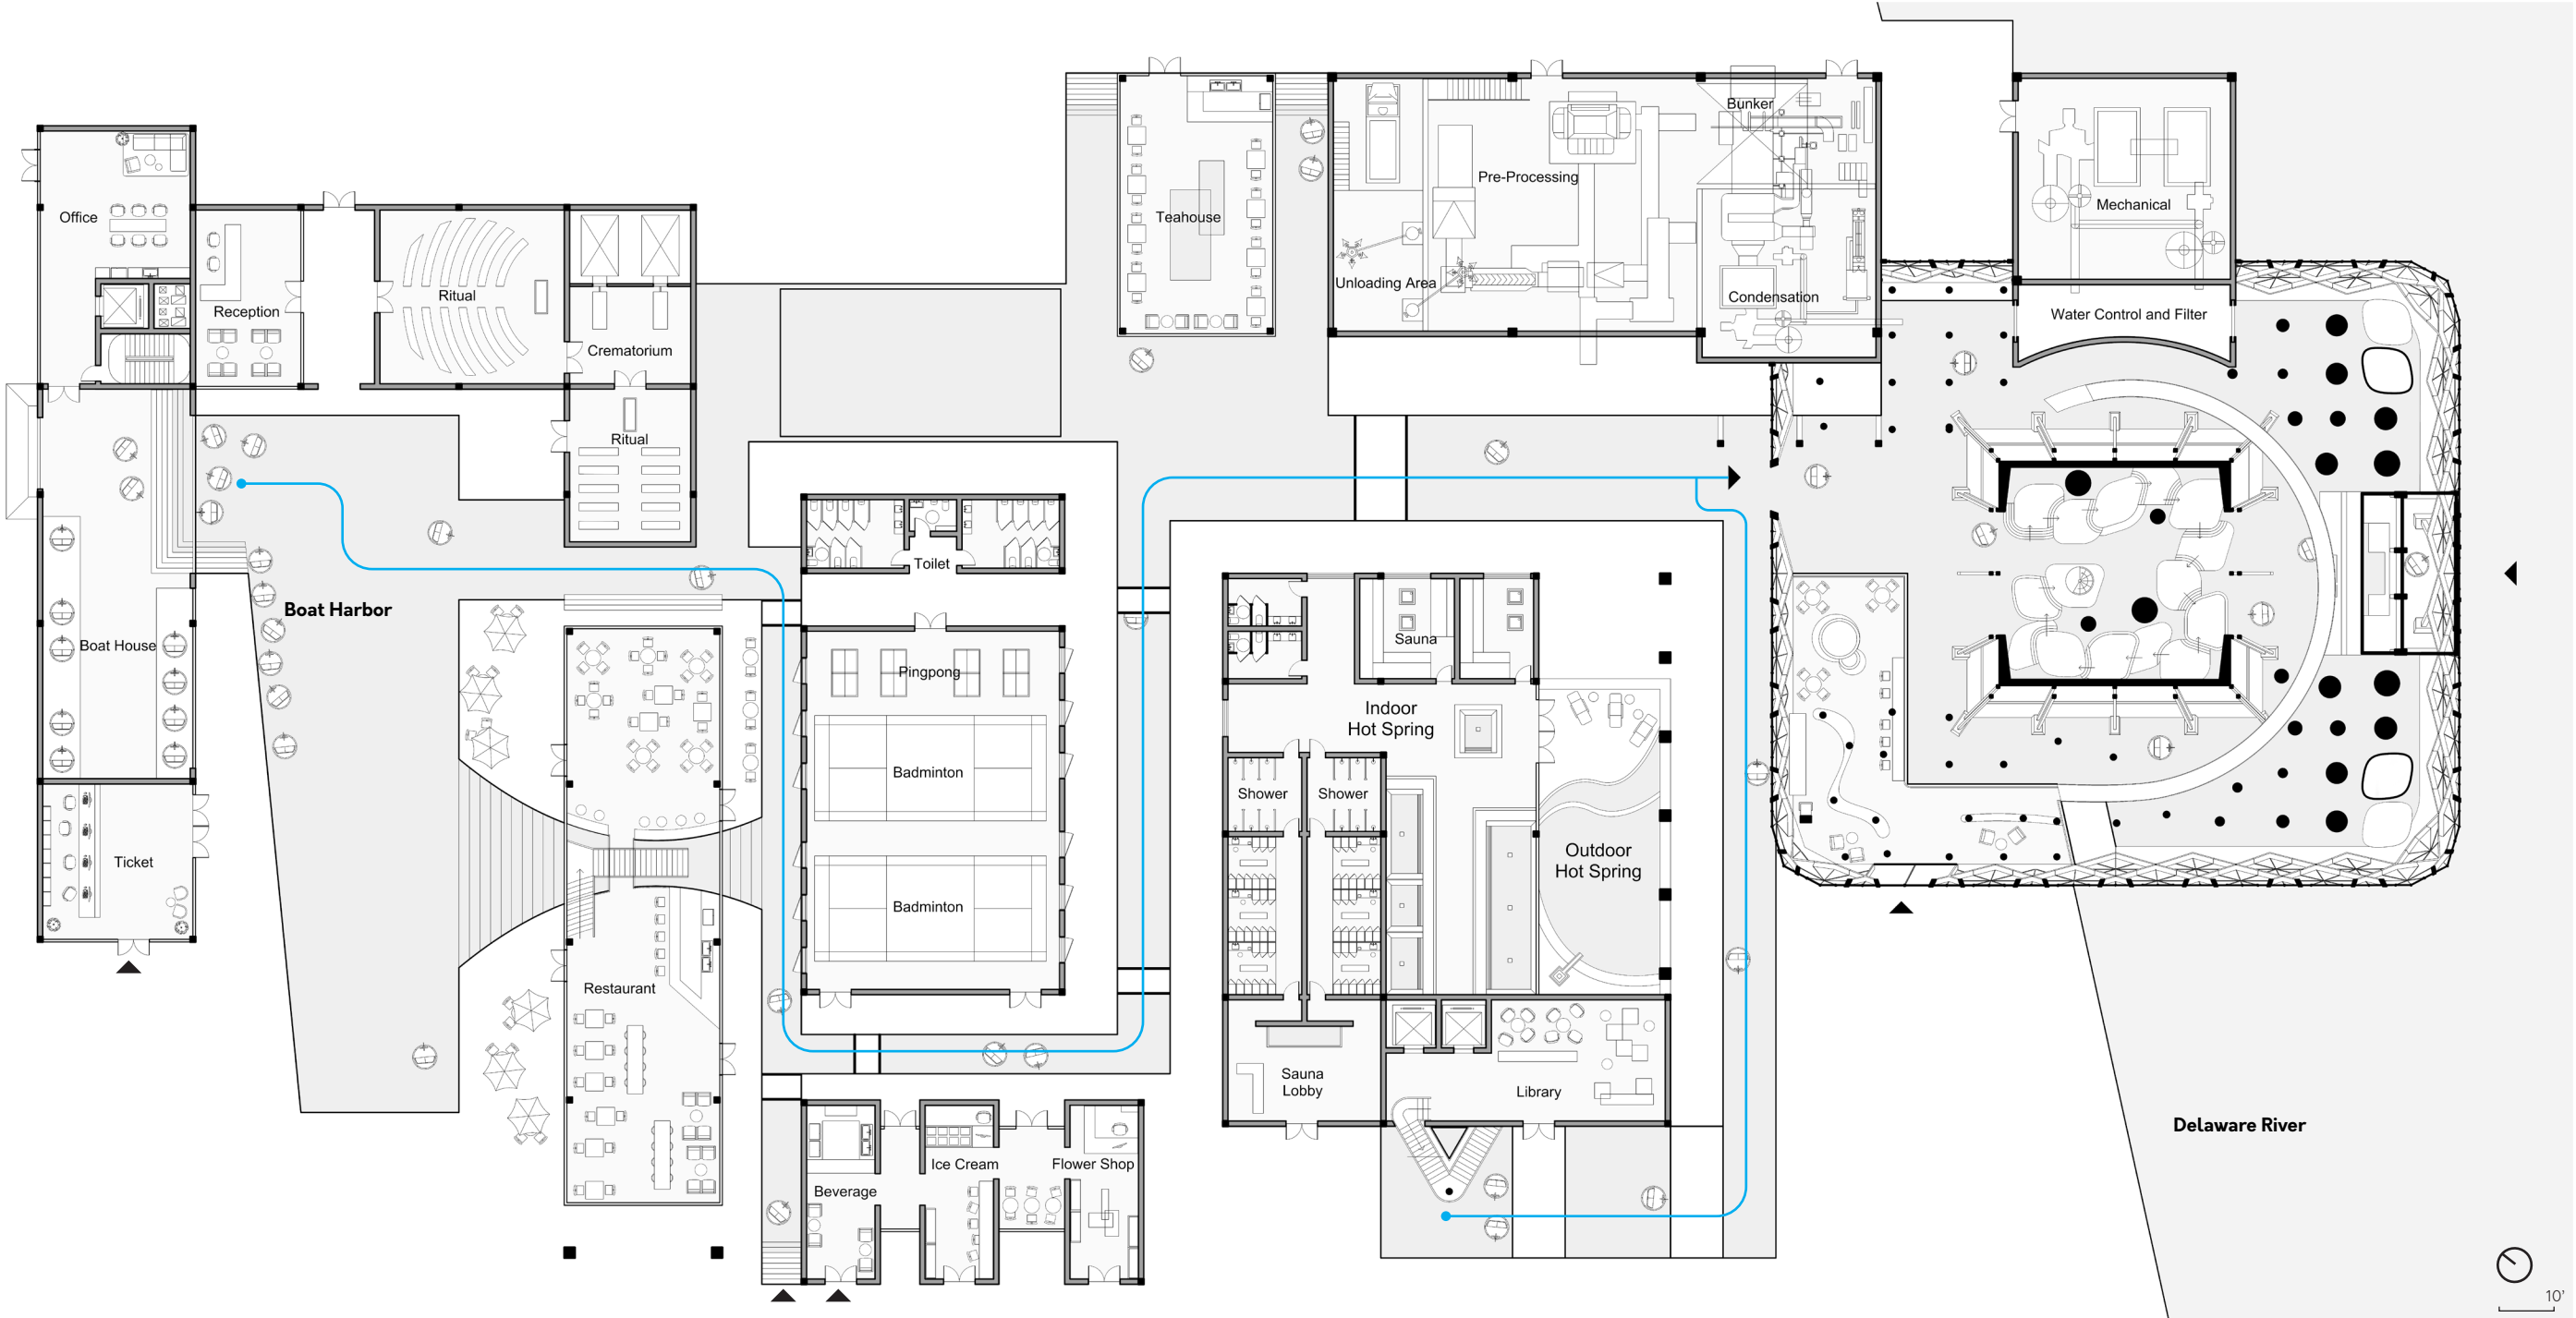 Bunker
Pre-Processing
Mechanical
Office
Teahouse
Unloading Area
Ritual
Condensation
Reception
Water Control and Filter
Crematorium
Ritual
Toilet
Boat Harbor
Boat House
Sauna
Pingpong
Indoor
Hot Spring
Badminton
Shower
Shower
Ticket
Outdoor
Hot Spring
Badminton
Restaurant
Sauna
Lobby
Library
Delaware River
Ice Cream
Flower Shop
Beverage
10'